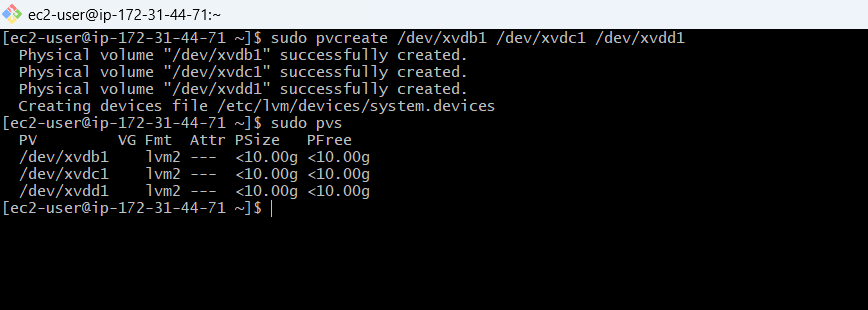 ec2-user@ip-172-31-44-71:~
[ec2-user@ip-172-31-44-71 ~]$ sudo pvcreate /dev/xvdb1 /dev/xvdc1 /dev/xvdd1
  Physical volume "/dev/xvdb1" successfully created.
  Physical volume "/dev/xvdc1" successfully created.
  Physical volume "/dev/xvdd1" successfully created.
  Creating devices file /etc/lvm/devices/system.devices
[ec2-user@ip-172-31-44-71 ~]$ sudo pvs
  PV         VG Fmt  Attr PSize   PFree
  /dev/xvdb1    lvm2 ---  <10.00g <10.00g
  /dev/xvdc1    lvm2 ---  <10.00g <10.00g
  /dev/xvdd1    lvm2 ---  <10.00g <10.00g
[ec2-user@ip-172-31-44-71 ~]$